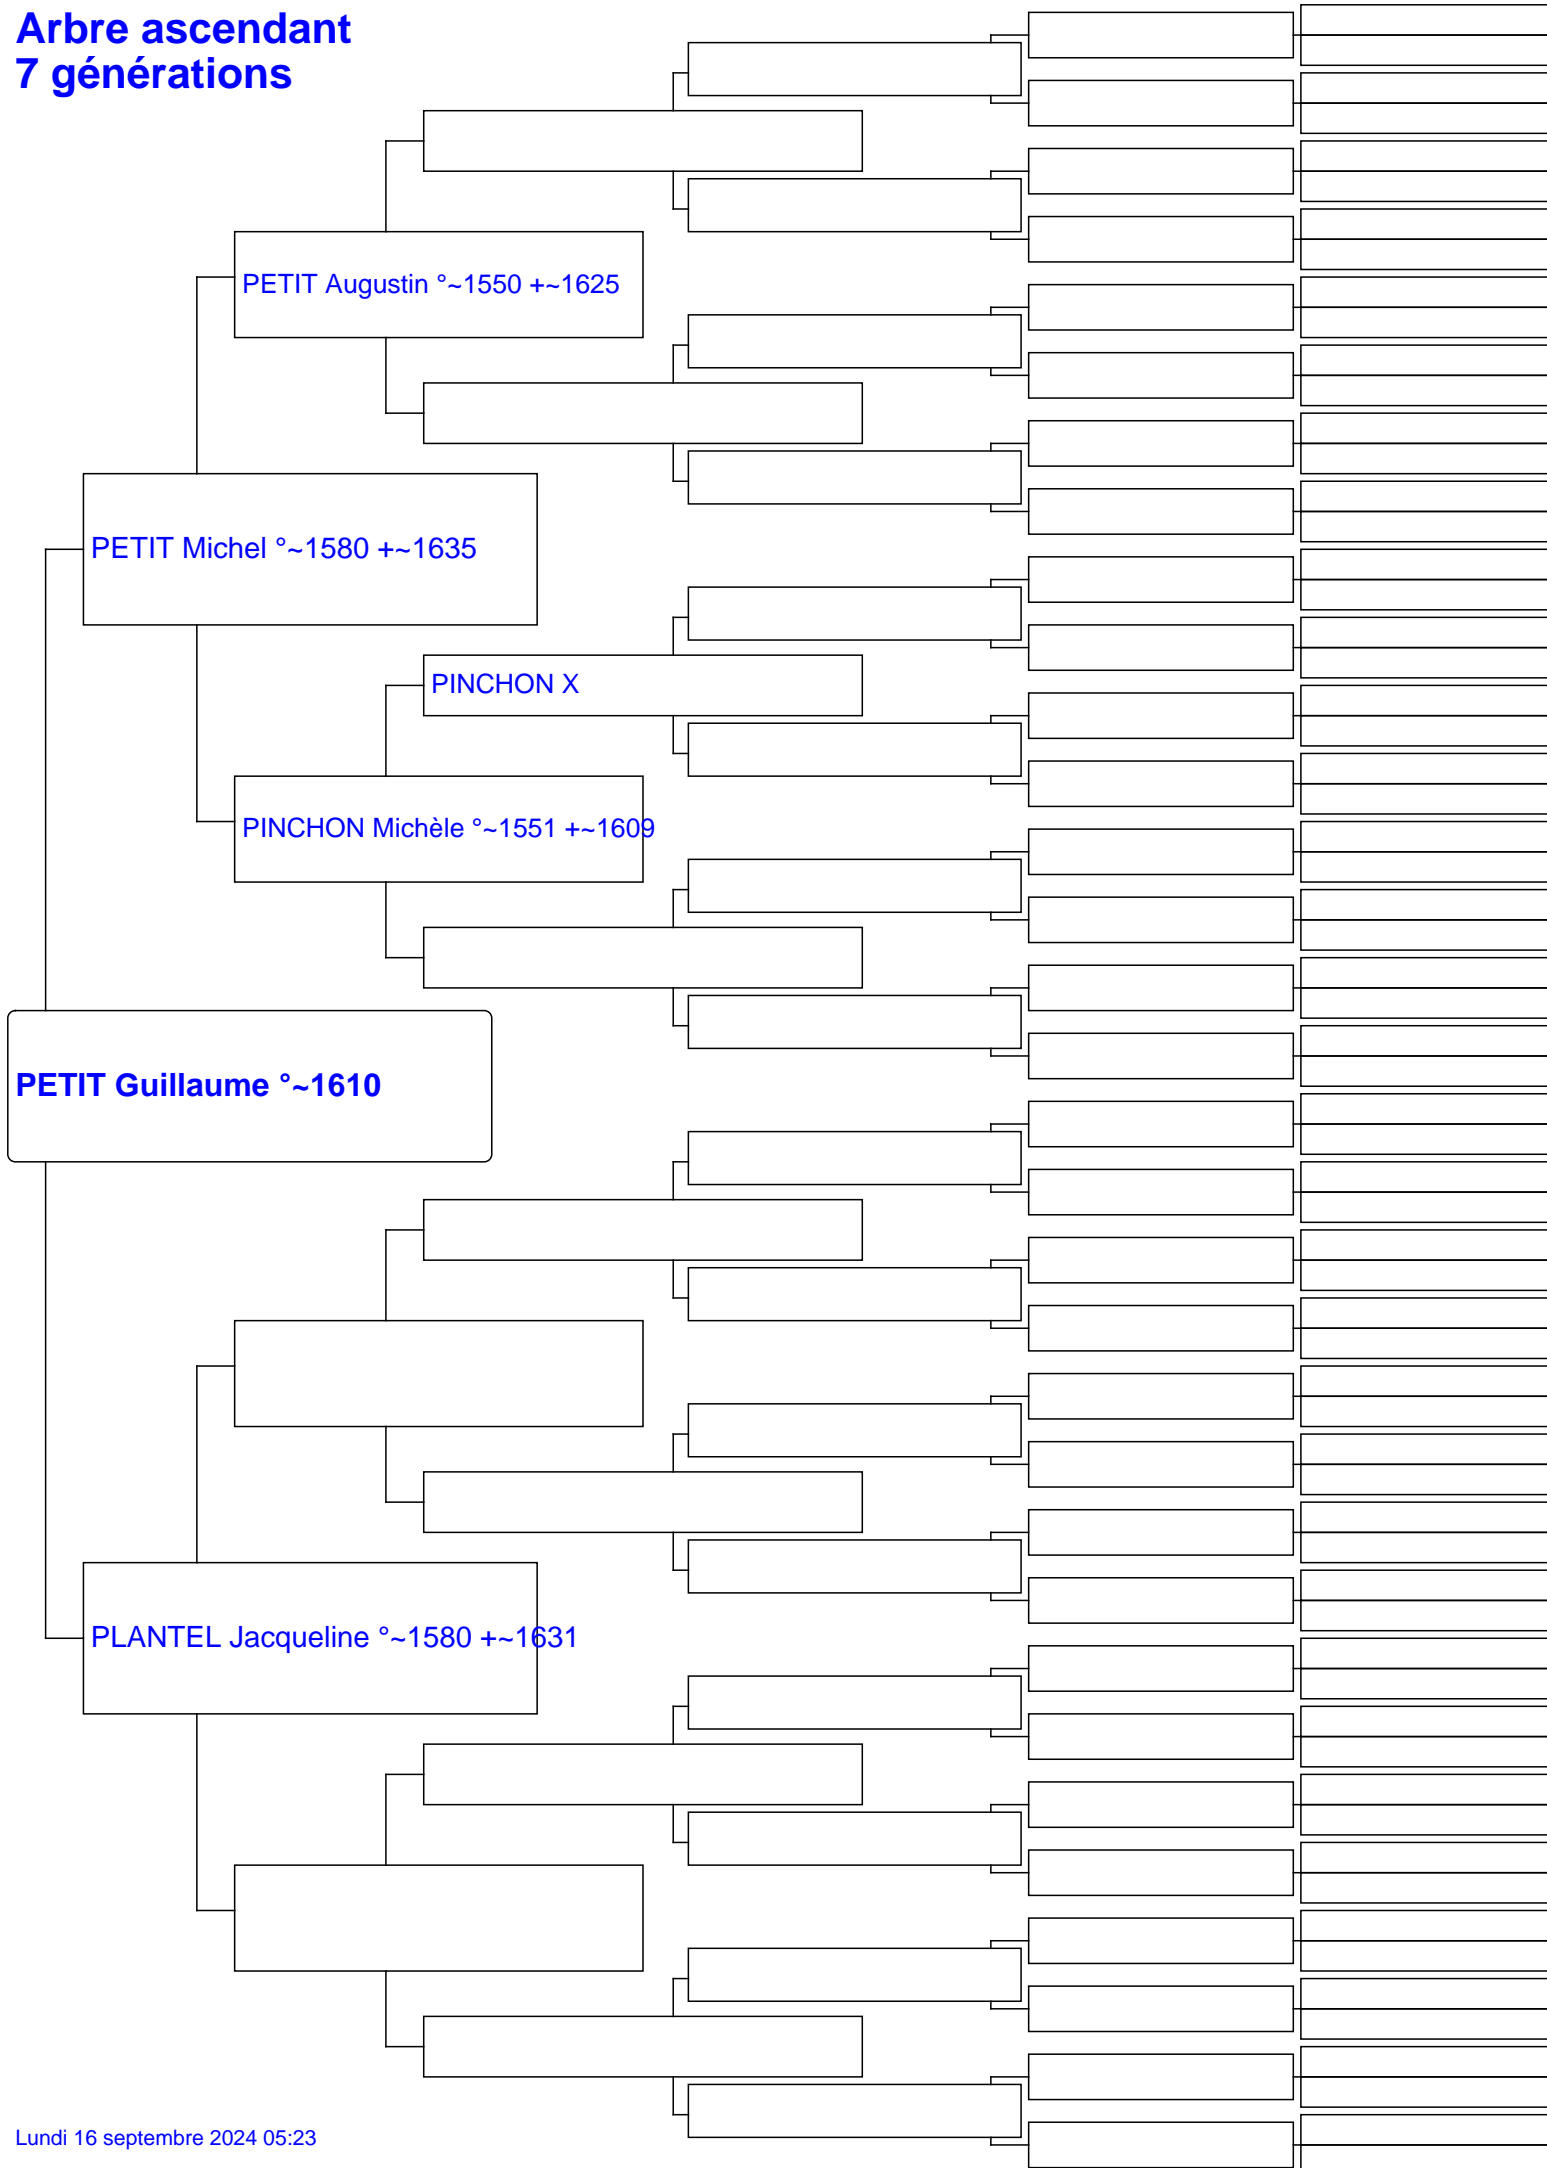 Arbre ascendant
7 générations
PETIT Augustin °~1550 +~1625
PETIT Michel °~1580 +~1635
PINCHON X
PINCHON Michèle °~1551 +~1609
PETIT Guillaume °~1610
PLANTEL Jacqueline °~1580 +~1631
Lundi 16 septembre 2024 05:23